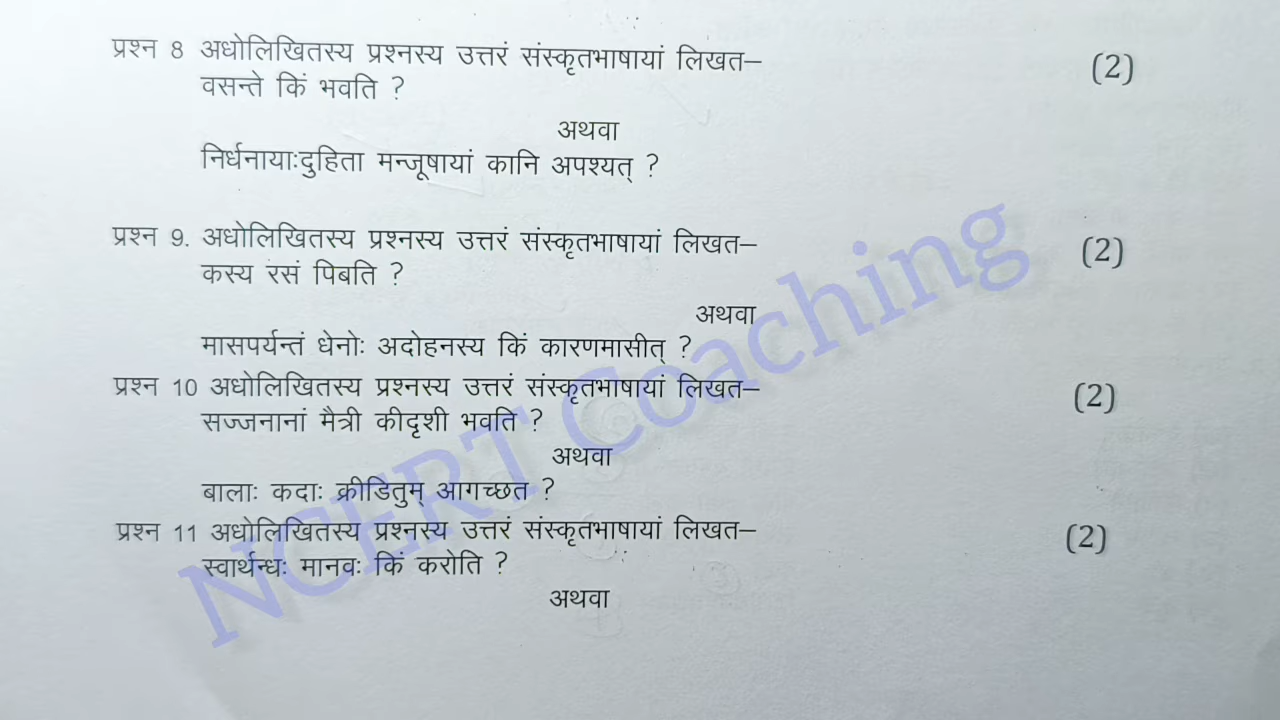 प्रश्न 8 अधोलिखितस्य प्रश्नस्य उत्तरं संस्कृतभाषायां लिखत– (2)
वसन्ते किं भवति ?
अथवा
निर्धनायाःदुहिता मन्जूषायां कानि अपश्यत् ?
प्रश्न 9. अधोलिखितस्य प्रश्नस्य उत्तरं संस्कृतभाषायां लिखत– (2)
कस्य रसं पिबति ?
अथवा
मासपर्यन्तं धेनोः अदोहनस्य किं कारणमासीत् ?
प्रश्न 10 अधोलिखितस्य प्रश्नस्य उत्तरं संस्कृतभाषायां लिखत– (2)
सज्जनानां मैत्री कीदृशी भवति ?
अथवा
बालाः कदाः क्रीडितुम् आगच्छत ?
प्रश्न 11 अधोलिखितस्य प्रश्नस्य उत्तरं संस्कृतभाषायां लिखत– (2)
स्वार्थन्धः मानवः किं करोति ?
अथवा
NCERT Coaching